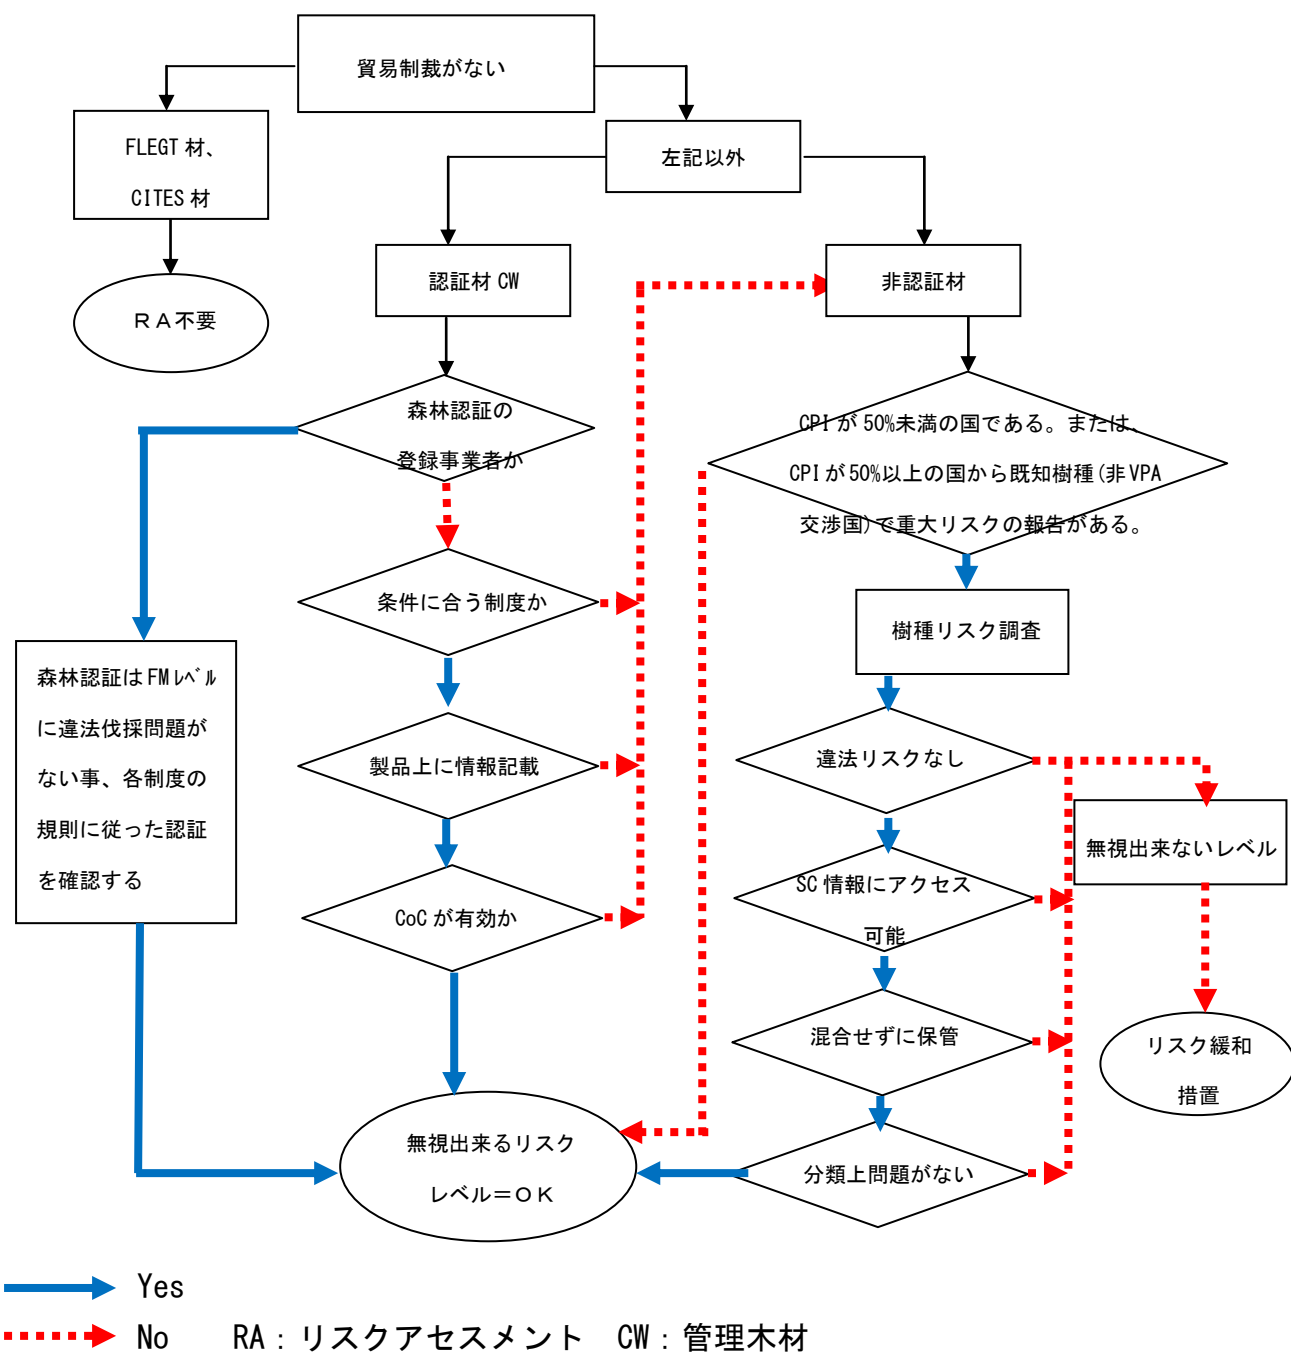 貿易制裁がない
FLEGT 材、
CITES 材
左記以外
RA不要
認証材 CW
非認証材
森林認証の
登録事業者か
CPI が 50%未満の国である。または、
CPI が 50%以上の国から既知樹種(非 VPA
交渉国)で重大リスクの報告がある。
条件に合う制度か
樹種リスク調査
森林認証は FM ﾚﾍﾞﾙ
に違法伐採問題が
ない事、各制度の
規則に従った認証
を確認する
製品上に情報記載
違法リスクなし
無視出来ないレベル
CoC が有効か
SC 情報にアクセス
可能
混合せずに保管
リスク緩和
措置
無視出来るリスク
レベル=OK
分類上問題がない
Yes
No RA:リスクアセスメント CW:管理木材